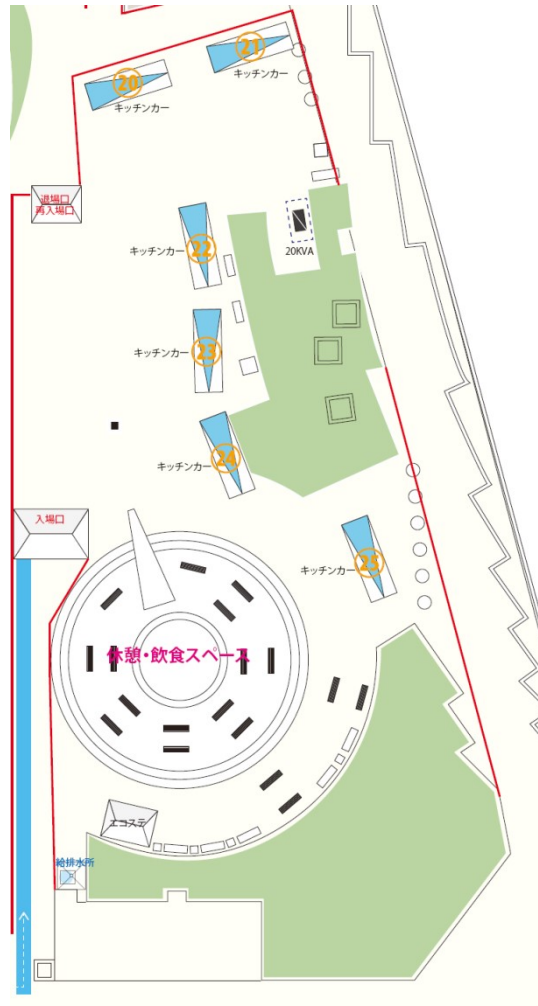 21
キッチンカー
20
キッチンカー
退場口
再入場口
22
キッチンカー
20KVA
23
キッチンカー
24
キッチンカー
入場口
25
キッチンカー
休憩・飲食スペース
エコステ
給排水所